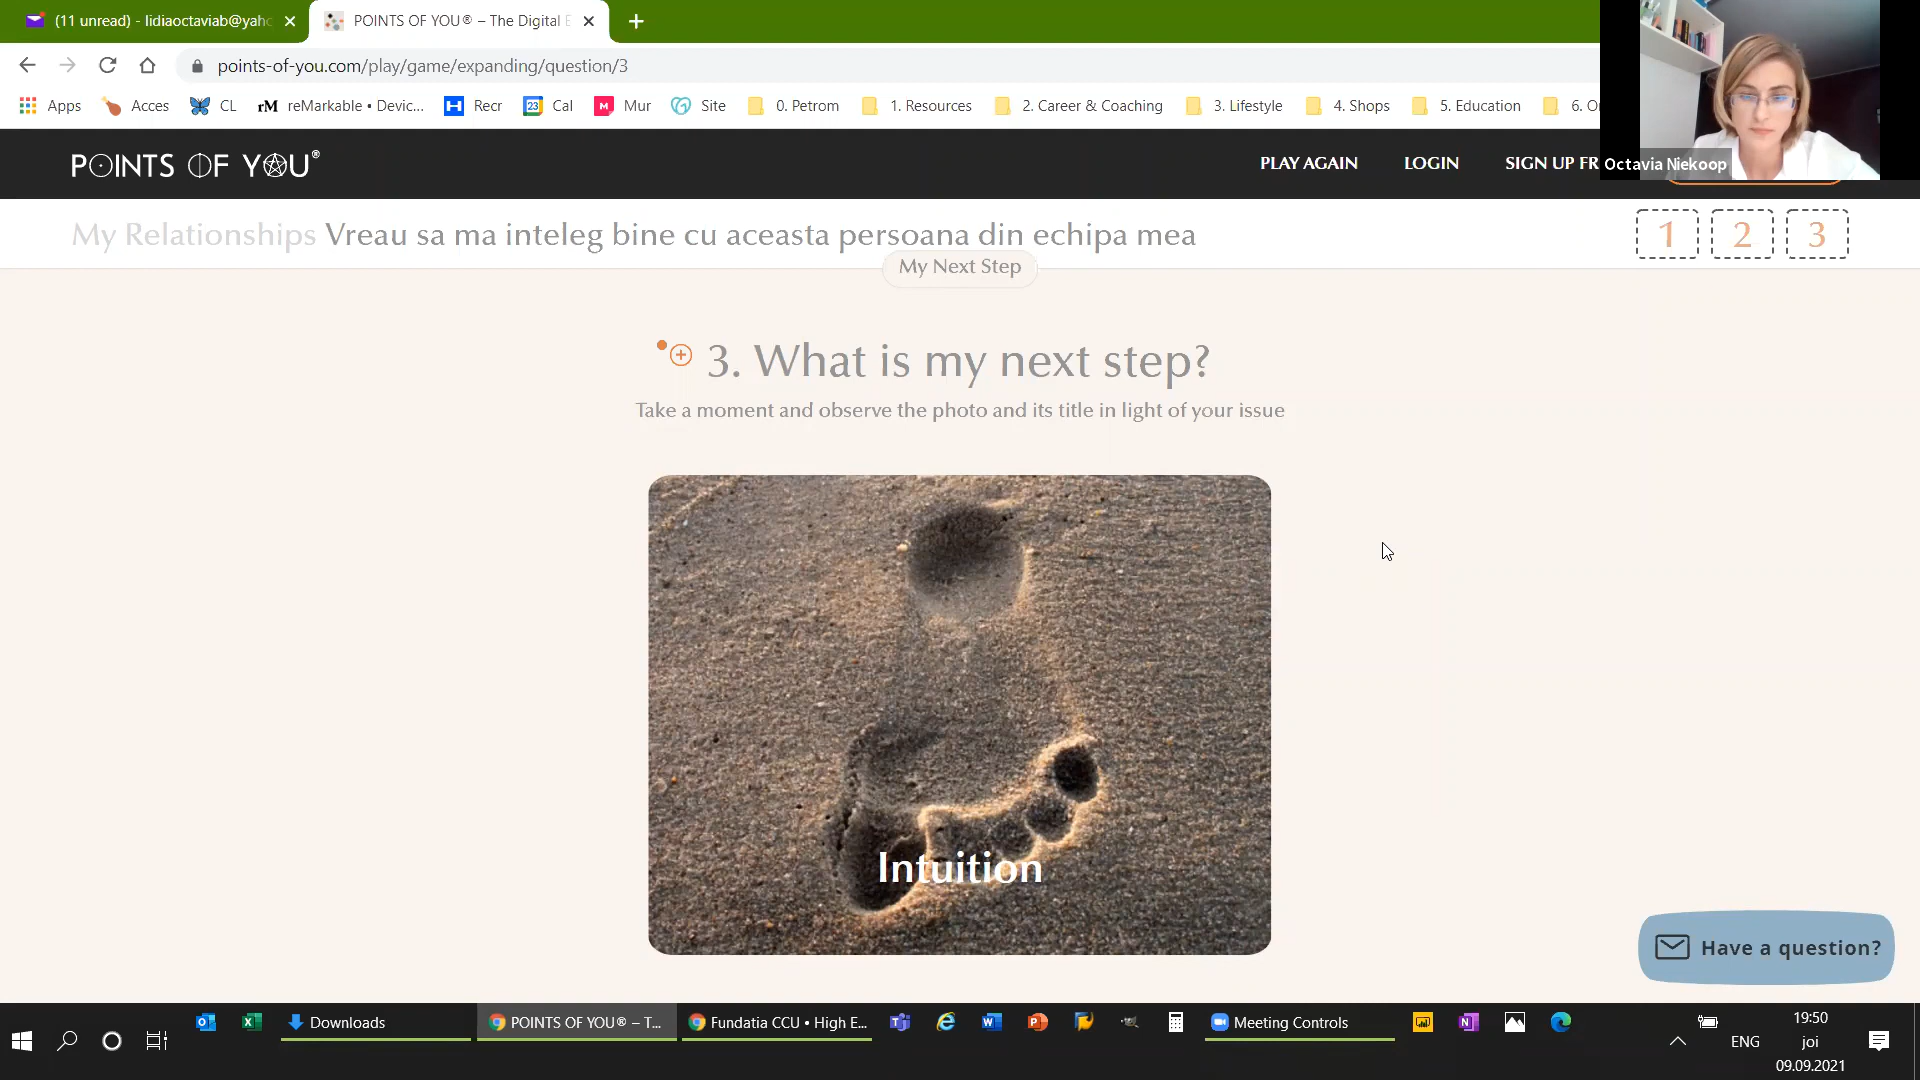 (11 unread) - lidiaoctaviab@yah
POINTS OF YOU® – The Digital E
points-of-you.com/play/game/expanding/question/3
Apps
Acces
CL
rM reMarkable • Devic...
H Recr
23 Cal
M Mur
Site
0. Petrom
1. Resources
2. Career & Coaching
3. Lifestyle
4. Shops
5. Education
6. O
POINTS OF YOU®
PLAY AGAIN
LOGIN
SIGN UP FR
Octavia Niekoop
My Relationships Vreau sa ma inteleg bine cu aceasta persoana din echipa mea
1 2 3
My Next Step
3. What is my next step?
Take a moment and observe the photo and its title in light of your issue
Intuition
Have a question?
Downloads
POINTS OF YOU® – T...
Fundatia CCU • High E...
Meeting Controls
ENG
19:50
joi
09.09.2021